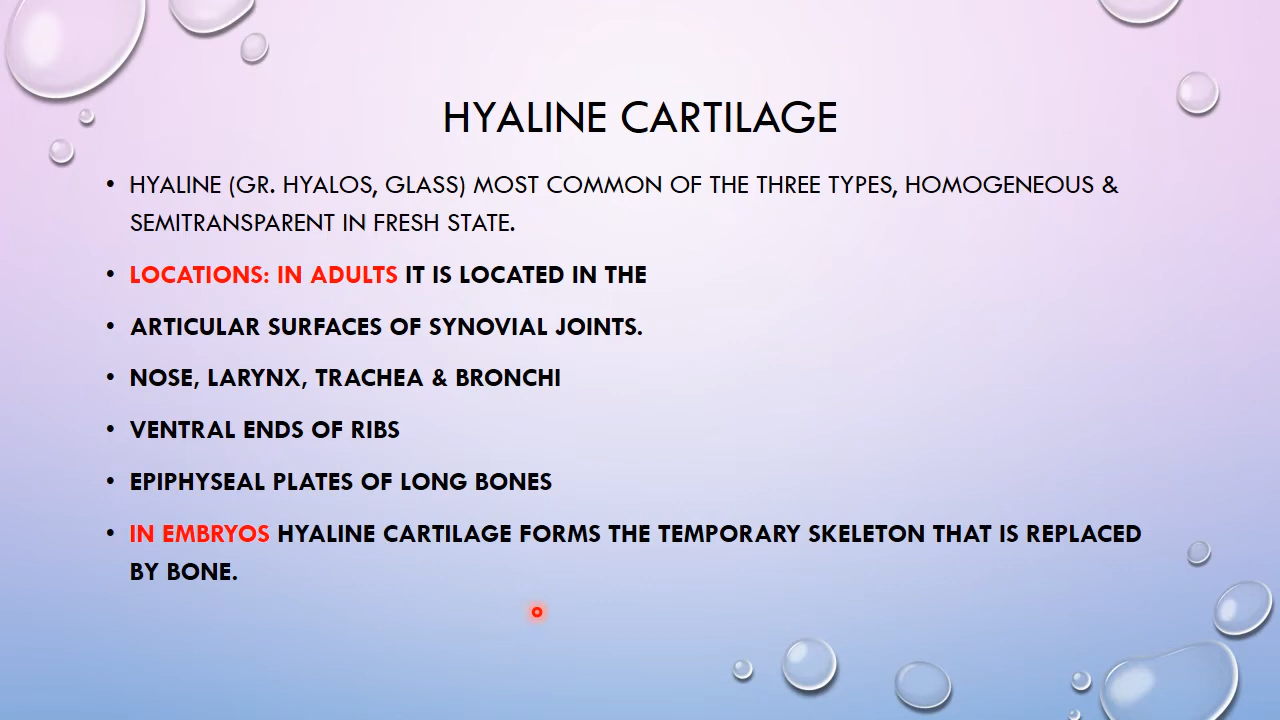 HYALINE CARTILAGE
• HYALINE (GR. HYALOS, GLASS) MOST COMMON OF THE THREE TYPES, HOMOGENEOUS &
SEMITRANSPARENT IN FRESH STATE.
• LOCATIONS: IN ADULTS IT IS LOCATED IN THE
• ARTICULAR SURFACES OF SYNOVIAL JOINTS.
• NOSE, LARYNX, TRACHEA & BRONCHI
• VENTRAL ENDS OF RIBS
• EPIPHYSEAL PLATES OF LONG BONES
• IN EMBRYOS HYALINE CARTILAGE FORMS THE TEMPORARY SKELETON THAT IS REPLACED
BY BONE.